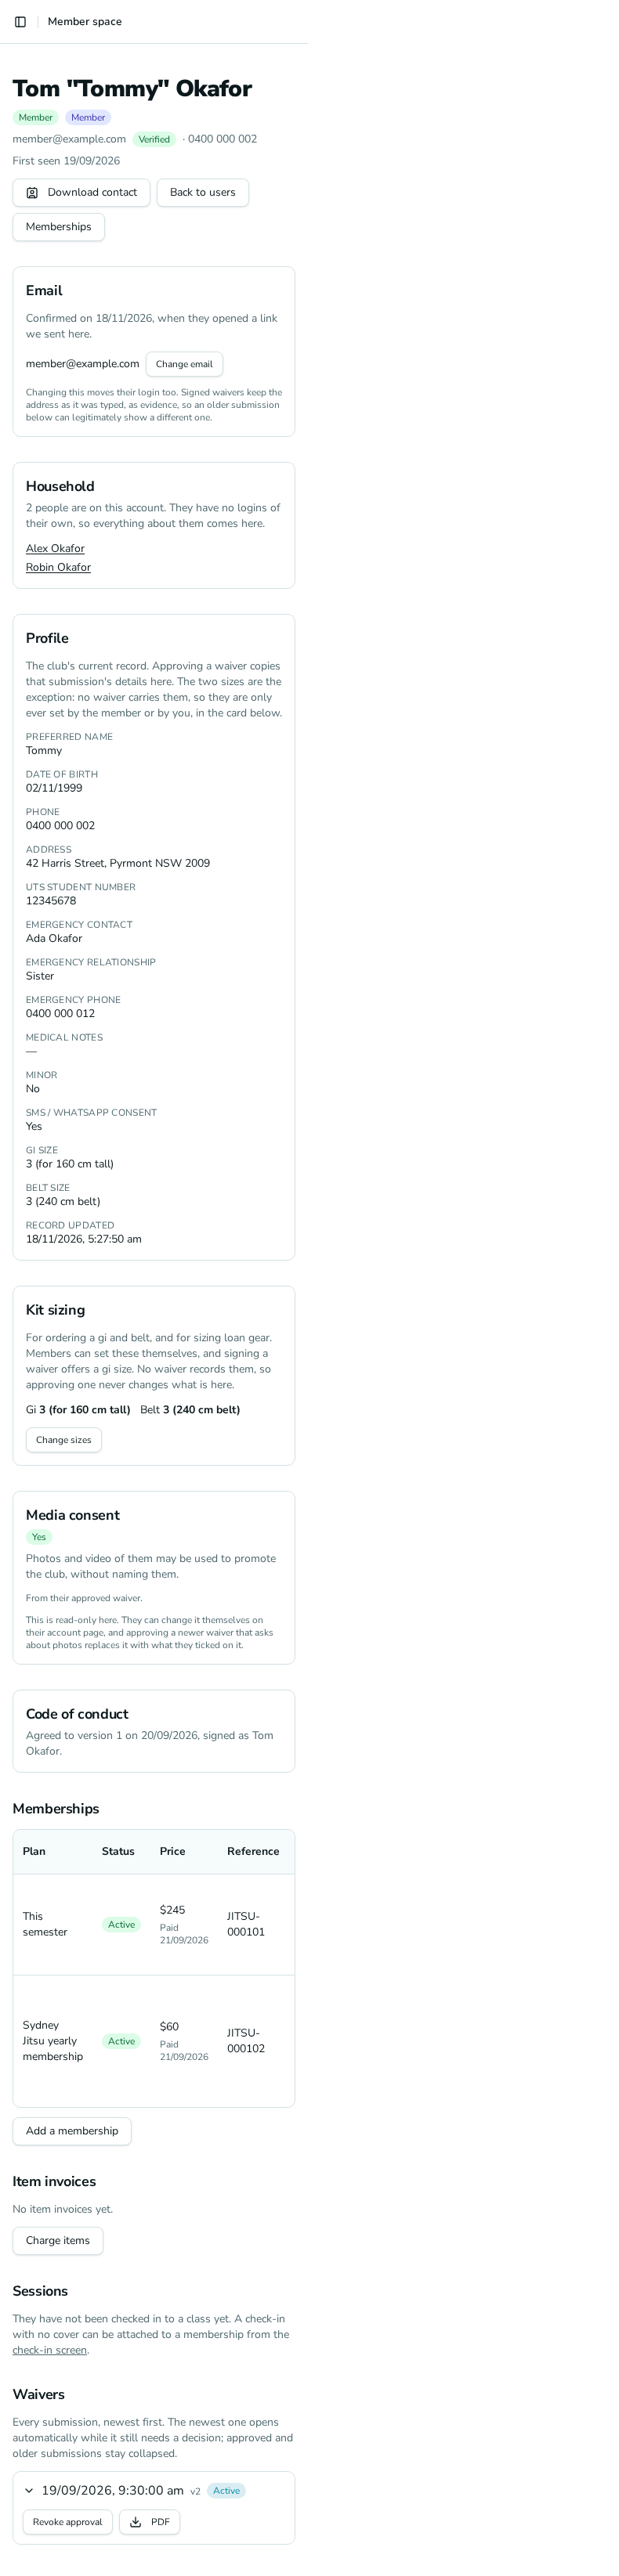 Member space
Tom "Tommy" Okafor
Member Member
member@example.com Verified · 0400 000 002
First seen 19/09/2026
Download contact Back to users
Memberships
Email
Confirmed on 18/11/2026, when they opened a link
we sent here.
member@example.com Change email
Changing this moves their login too. Signed waivers keep the
address as it was typed, as evidence, so an older submission
below can legitimately show a different one.
Household
2 people are on this account. They have no logins of
their own, so everything about them comes here.
Alex Okafor
Robin Okafor
Profile
The club's current record. Approving a waiver copies
that submission's details here. The two sizes are the
exception: no waiver carries them, so they are only
ever set by the member or by you, in the card below.
PREFERRED NAME
Tommy
DATE OF BIRTH
02/11/1999
PHONE
0400 000 002
ADDRESS
42 Harris Street, Pyrmont NSW 2009
UTS STUDENT NUMBER
12345678
EMERGENCY CONTACT
Ada Okafor
EMERGENCY RELATIONSHIP
Sister
EMERGENCY PHONE
0400 000 012
MEDICAL NOTES
—
MINOR
No
SMS / WHATSAPP CONSENT
Yes
GI SIZE
3 (for 160 cm tall)
BELT SIZE
3 (240 cm belt)
RECORD UPDATED
18/11/2026, 5:27:50 am
Kit sizing
For ordering a gi and belt, and for sizing loan gear.
Members can set these themselves, and signing a
waiver offers a gi size. No waiver records them, so
approving one never changes what is here.
Gi 3 (for 160 cm tall) Belt 3 (240 cm belt)
Change sizes
Media consent
Yes
Photos and video of them may be used to promote
the club, without naming them.
From their approved waiver.
This is read-only here. They can change it themselves on
their account page, and approving a newer waiver that asks
about photos replaces it with what they ticked on it.
Code of conduct
Agreed to version 1 on 20/09/2026, signed as Tom
Okafor.
Memberships
Plan Status Price Reference
This
semester
Active
$245
Paid
21/09/2026
JITSU-
000101
Sydney
Jitsu yearly
membership
Active
$60
Paid
21/09/2026
JITSU-
000102
Add a membership
Item invoices
No item invoices yet.
Charge items
Sessions
They have not been checked in to a class yet. A check-in
with no cover can be attached to a membership from the
check-in screen.
Waivers
Every submission, newest first. The newest one opens
automatically while it still needs a decision; approved and
older submissions stay collapsed.
19/09/2026, 9:30:00 am v2 Active
Revoke approval PDF